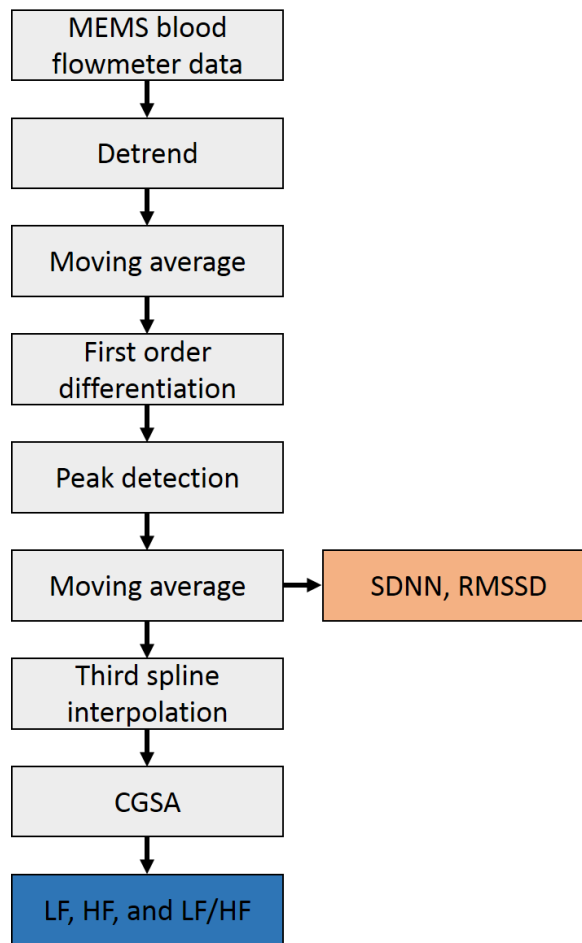 MEMS blood
flowmeter data
Detrend
Moving average
First order
differentiation
Peak detection
Moving average
SDNN, RMSSD
Third spline
interpolation
CGSA
LF, HF, and LF/HF